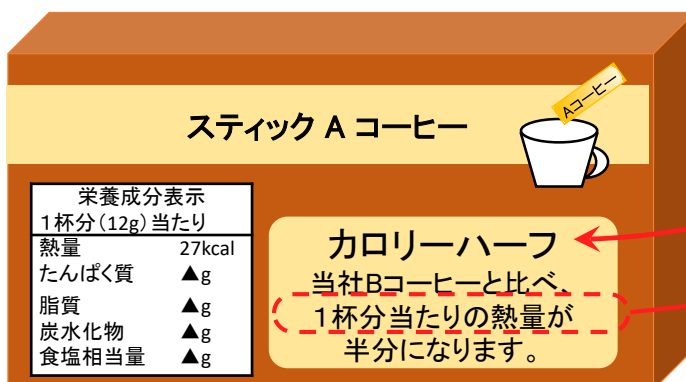 スティック A コーヒー
Aコーヒー
栄養成分表示
1杯分(12g)当たり
熱量 27kcal
たんぱく質 ▲g
脂質 ▲g
炭水化物 ▲g
食塩相当量 ▲g
カロリーハーフ
当社Bコーヒーと比べ、
1杯分当たりの熱量が
半分になります。